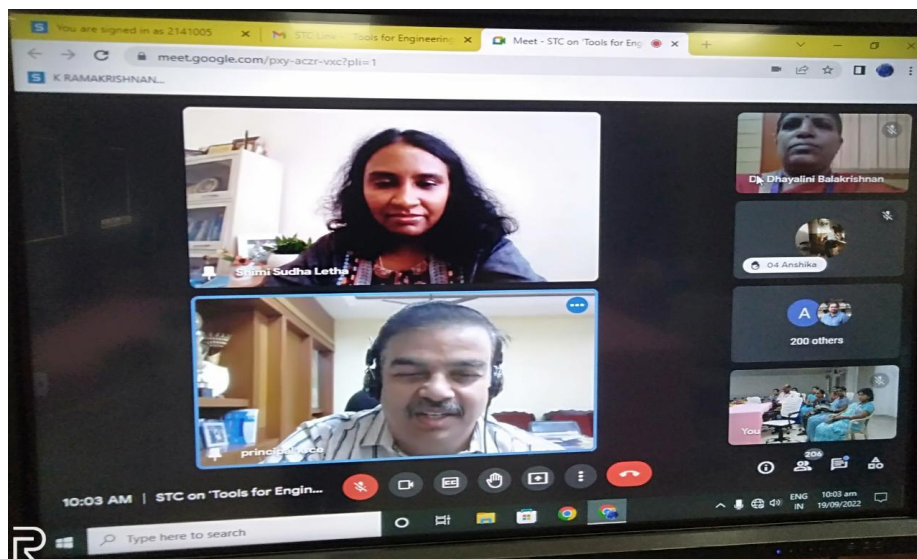 You are signed in as 2141005
STC Link - 'Tools for Engineering
Meet - STC on 'Tools for Eng
meet.google.com/pxy-aczr-vxc?pli=1
K RAMAKRISHNAN...
Shimi Sudha Letha
Dr. Dhayalini Balakrishnan
04 Anshika
A
200 others
You
principal
206
10:03 AM | STC on 'Tools for Engin...
CC
Type here to search
ENG
IN
10:03 am
19/09/2022
R